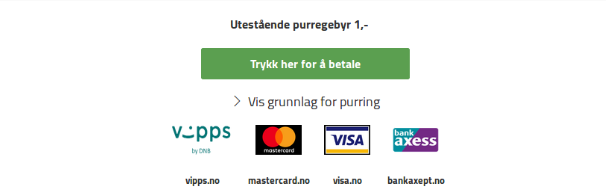 Utestående purregebyr 1,-
Trykk her for å betale
Vis grunnlag for purring
vipps mastercard VISA bank axess
by DNB
vipps.no mastercard.no visa.no bankaxept.no